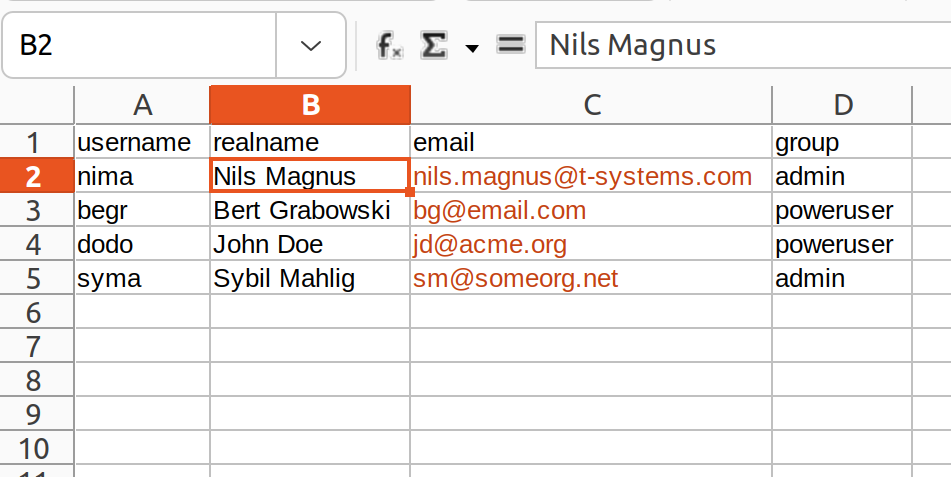 B2 fx Σ = Nils Magnus
A B C D
1 username realname email group
2 nima Nils Magnus nils.magnus@t-systems.com admin
3 begr Bert Grabowski bg@email.com poweruser
4 dodo John Doe jd@acme.org poweruser
5 syma Sybil Mahlig sm@someorg.net admin
6
7
8
9
10
11